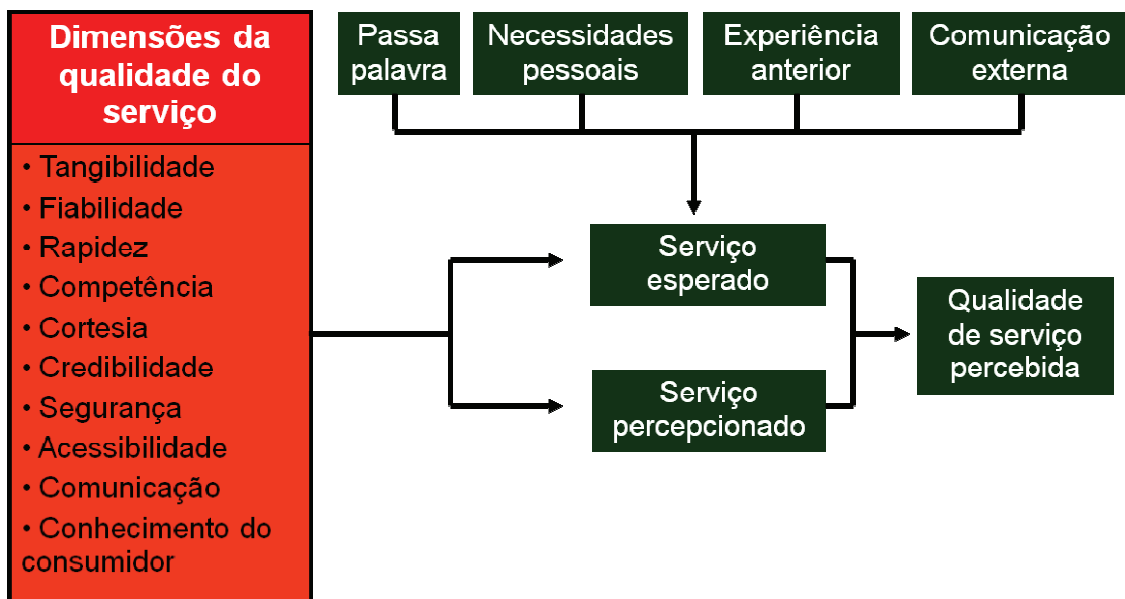 Dimensões da
qualidade do
serviço
• Tangibilidade
• Fiabilidade
• Rapidez
• Competência
• Cortesia
• Credibilidade
• Segurança
• Acessibilidade
• Comunicação
• Conhecimento do
consumidor
Passa
palavra
Necessidades
pessoais
Experiência
anterior
Comunicação
externa
Serviço
esperado
Serviço
percepcionado
Qualidade
de serviço
percebida